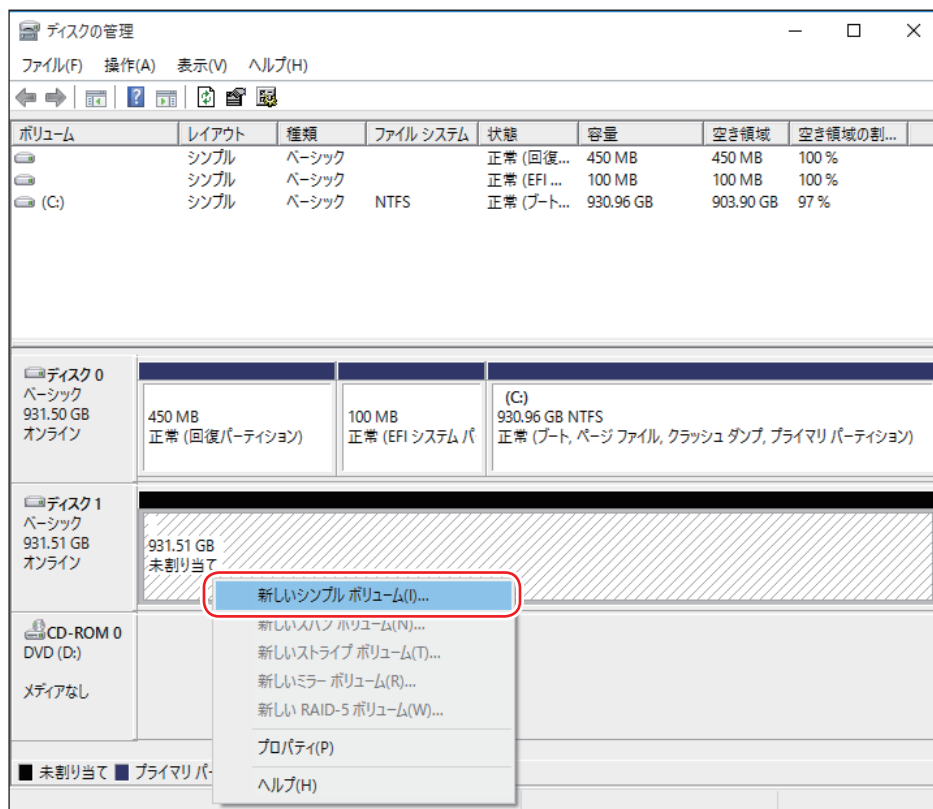 ディスクの管理
ファイル(F) 操作(A) 表示(V) ヘルプ(H)
ボリューム レイアウト 種類 ファイル システム 状態 容量 空き領域 空き領域の割...
シンプル ベーシック 正常 (回復... 450 MB 450 MB 100 %
シンプル ベーシック 正常 (EFI ... 100 MB 100 MB 100 %
(C:) シンプル ベーシック NTFS 正常 (ブート... 930.96 GB 903.90 GB 97 %
ディスク 0
ベーシック
931.50 GB
オンライン
450 MB
正常 (回復パーティション)
100 MB
正常 (EFI システム パ
(C:)
930.96 GB NTFS
正常 (ブート, ページ ファイル, クラッシュ ダンプ, プライマリ パーティション)
ディスク 1
ベーシック
931.51 GB
オンライン
931.51 GB
未割り当て
新しいシンプル ボリューム(I)...
新しいスパン ボリューム(N)...
新しいストライプ ボリューム(T)...
新しいミラー ボリューム(R)...
新しい RAID-5 ボリューム(W)...
プロパティ(P)
ヘルプ(H)
CD-ROM 0
DVD (D:)
メディアなし
未割り当て プライマリ パー